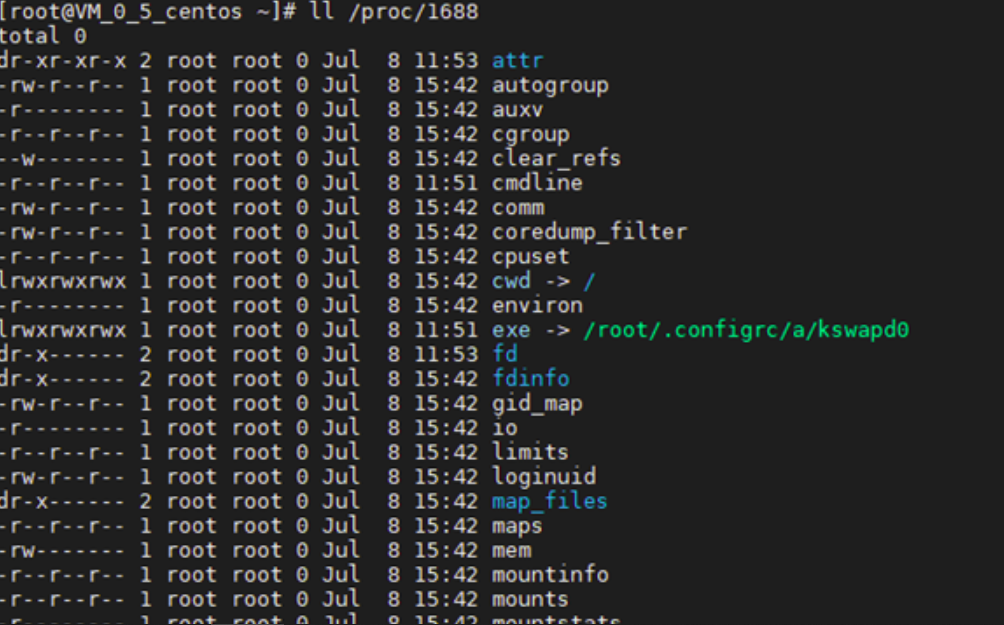 [root@VM_0_5_centos ~]# ll /proc/1688
total 0
dr-xr-xr-x 2 root root 0 Jul  8 11:53 attr
-rw-r--r-- 1 root root 0 Jul  8 15:42 autogroup
-r-------- 1 root root 0 Jul  8 15:42 auxv
-r--r--r-- 1 root root 0 Jul  8 15:42 cgroup
--w------- 1 root root 0 Jul  8 15:42 clear_refs
-r--r--r-- 1 root root 0 Jul  8 11:51 cmdline
-rw-r--r-- 1 root root 0 Jul  8 15:42 comm
-rw-r--r-- 1 root root 0 Jul  8 15:42 coredump_filter
-r--r--r-- 1 root root 0 Jul  8 15:42 cpuset
lrwxrwxrwx 1 root root 0 Jul  8 15:42 cwd -> /
-r-------- 1 root root 0 Jul  8 15:42 environ
lrwxrwxrwx 1 root root 0 Jul  8 11:51 exe -> /root/.configrc/a/kswapd0
dr-x------ 2 root root 0 Jul  8 11:53 fd
dr-x------ 2 root root 0 Jul  8 15:42 fdinfo
-rw-r--r-- 1 root root 0 Jul  8 15:42 gid_map
-r-------- 1 root root 0 Jul  8 15:42 io
-r--r--r-- 1 root root 0 Jul  8 15:42 limits
-rw-r--r-- 1 root root 0 Jul  8 15:42 loginuid
dr-x------ 2 root root 0 Jul  8 15:42 map_files
-r--r--r-- 1 root root 0 Jul  8 15:42 maps
-rw------- 1 root root 0 Jul  8 15:42 mem
-r--r--r-- 1 root root 0 Jul  8 15:42 mountinfo
-r--r--r-- 1 root root 0 Jul  8 15:42 mounts
-r-------- 1 root root 0 Jul  8 15:42 mountstats